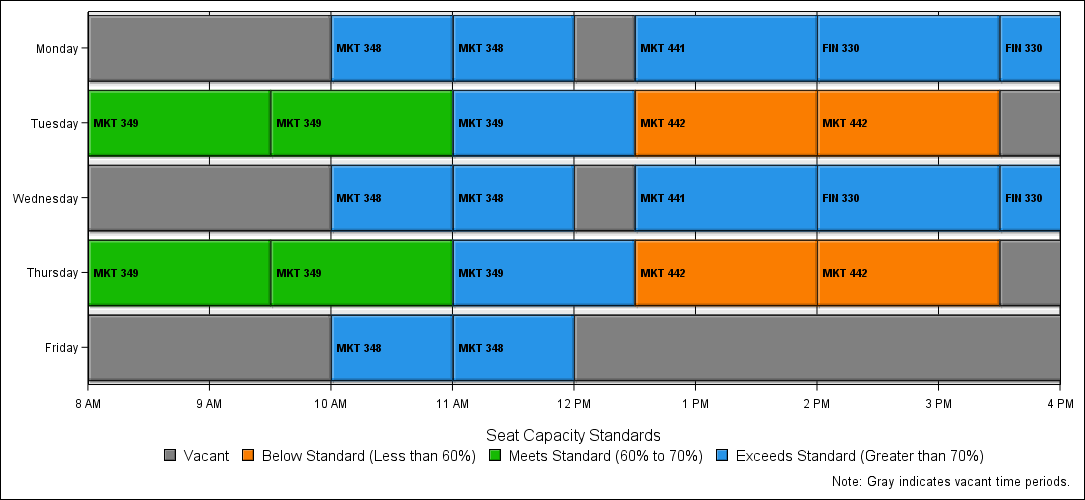 Monday MKT 348 MKT 348 MKT 441 FIN 330 FIN 330
Tuesday MKT 349 MKT 349 MKT 349 MKT 442 MKT 442
Wednesday MKT 348 MKT 348 MKT 441 FIN 330 FIN 330
Thursday MKT 349 MKT 349 MKT 349 MKT 442 MKT 442
Friday MKT 348 MKT 348
8 AM 9 AM 10 AM 11 AM 12 PM 1 PM 2 PM 3 PM 4 PM
Seat Capacity Standards
Vacant Below Standard (Less than 60%) Meets Standard (60% to 70%) Exceeds Standard (Greater than 70%)
Note: Gray indicates vacant time periods.